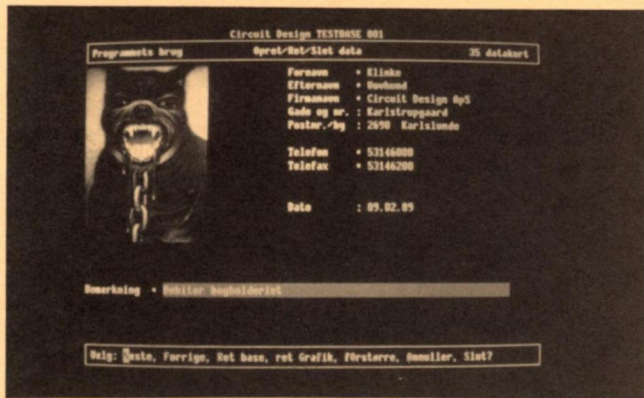 Circuit Design TESTBASE 001
Programmets brug Opret/Ret/Slet data 35 datakort
Fornavn * Klinke
Efternavn * Vovhund
Firmanavn * Circuit Design ApS
Gade og nr. : Karlstrupgaard
Postnr./by : 2690 Karlslunde
Telefon * 53146000
Telefax * 53146200
Dato : 09.02.89
Bemærkning * Debitor bogholderiet
Vælg: Næste, Forrige, Ret base, ret Grafik, fOrstørre, Annuller, Slut?